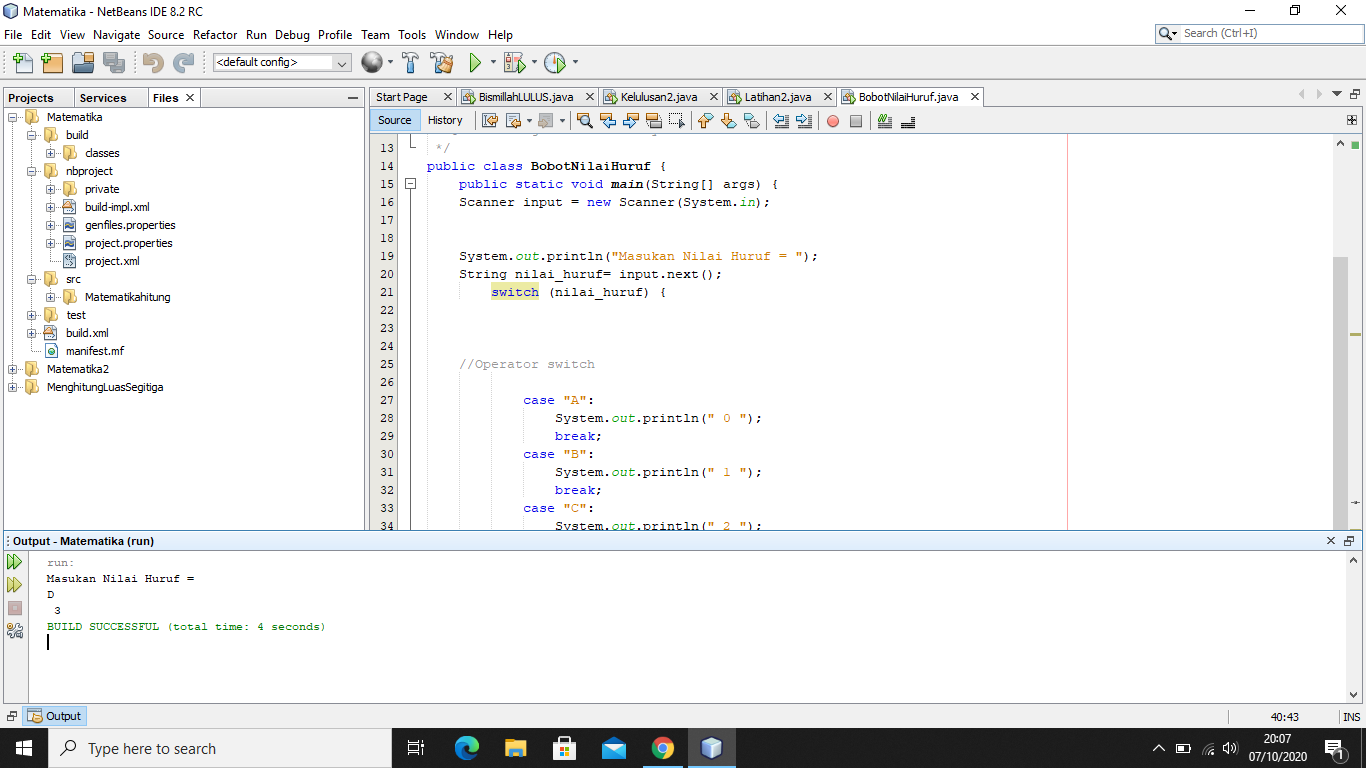 Matematika - NetBeans IDE 8.2 RC
File Edit View Navigate Source Refactor Run Debug Profile Team Tools Window Help
Search (Ctrl+I)
<default config>
Projects Services Files
Matematika
build
classes
nbproject
private
build-impl.xml
genfiles.properties
project.properties
project.xml
src
Matematikahitung
test
build.xml
manifest.mf
Matematika2
MenghitungLuasSegitiga
Start Page BismillahLULUS.java Kelulusan2.java Latihan2.java BobotNilaiHuruf.java
Source History
13 */
14 public class BobotNilaiHuruf {
15 public static void main(String[] args) {
16 Scanner input = new Scanner(System.in);
17
18
19 System.out.println("Masukan Nilai Huruf = ");
20 String nilai_huruf= input.next();
21 switch (nilai_huruf) {
22
23
24
25 //Operator switch
26
27 case "A":
28 System.out.println(" 0 ");
29 break;
30 case "B":
31 System.out.println(" 1 ");
32 break;
33 case "C":
34 System.out.println(" 2 ");
Output - Matematika (run)
run:
Masukan Nilai Huruf =
D
3
BUILD SUCCESSFUL (total time: 4 seconds)
Output
40:43 INS
Type here to search
20:07
07/10/2020
1